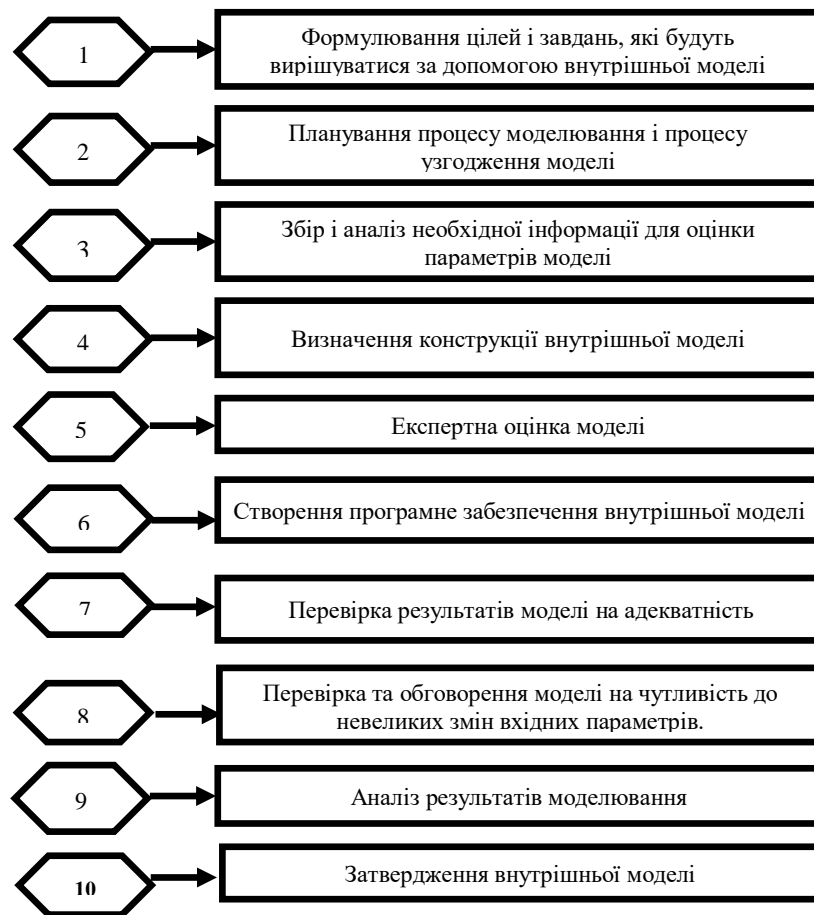 1
Формулювання цілей і завдань, які будуть
вирішуватися за допомогою внутрішньої моделі
2
Планування процесу моделювання і процесу
узгодження моделі
3
Збір і аналіз необхідної інформації для оцінки
параметрів моделі
4
Визначення конструкції внутрішньої моделі
5
Експертна оцінка моделі
6
Створення програмне забезпечення внутрішньої моделі
7
Перевірка результатів моделі на адекватність
8
Перевірка та обговорення моделі на чутливість до
невеликих змін вхідних параметрів.
9
Аналіз результатів моделювання
10
Затвердження внутрішньої моделі